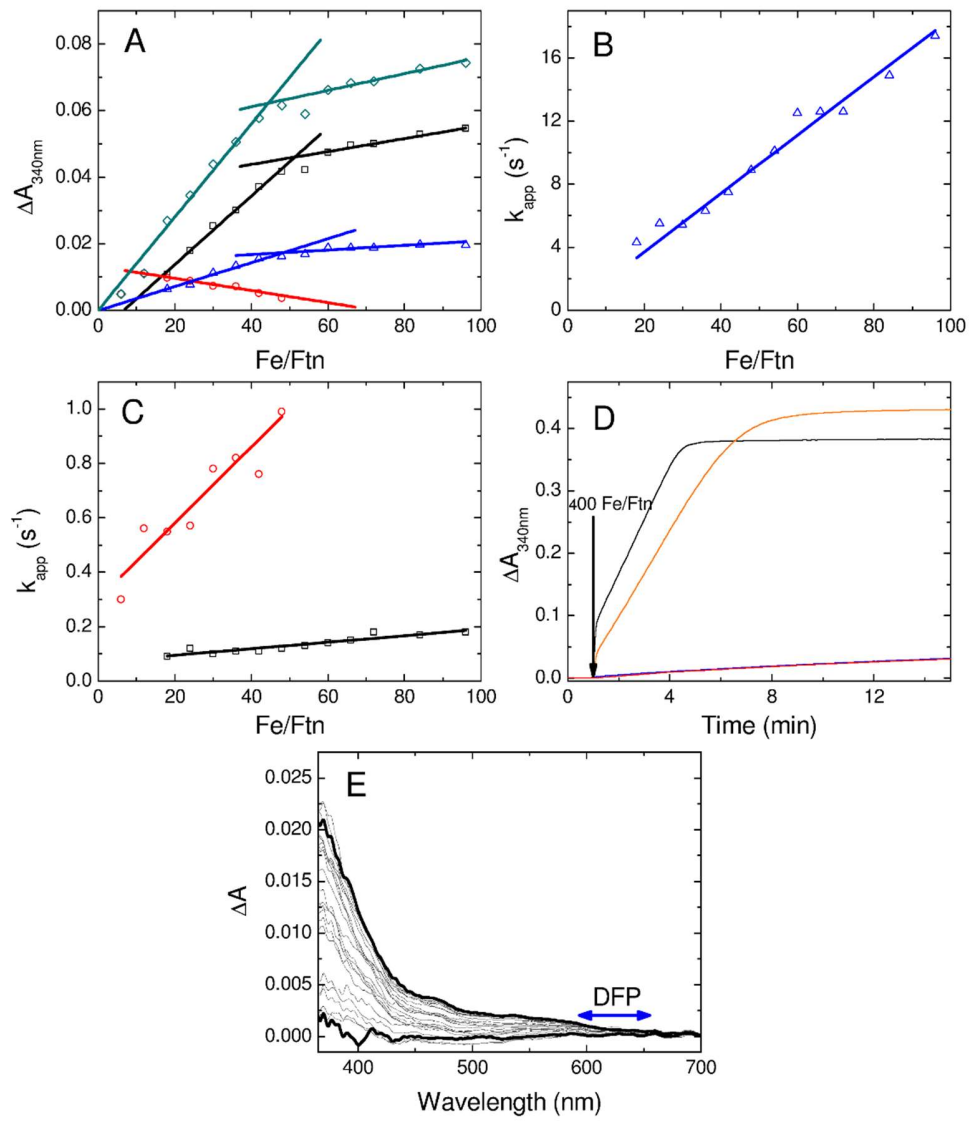 A
0.08
0.06
0.04
0.02
0.00
ΔA340nm
0 20 40 60 80 100
Fe/Ftn
B
16
12
8
4
0
kapp (s-1)
0 20 40 60 80 100
Fe/Ftn
C
1.0
0.8
0.6
0.4
0.2
0.0
kapp (s-1)
0 20 40 60 80 100
Fe/Ftn
D
0.4
0.3
0.2
0.1
0.0
ΔA340nm
400 Fe/Ftn
0 4 8 12
Time (min)
E
0.025
0.020
0.015
0.010
0.005
0.000
ΔA
DFP
400 500 600 700
Wavelength (nm)